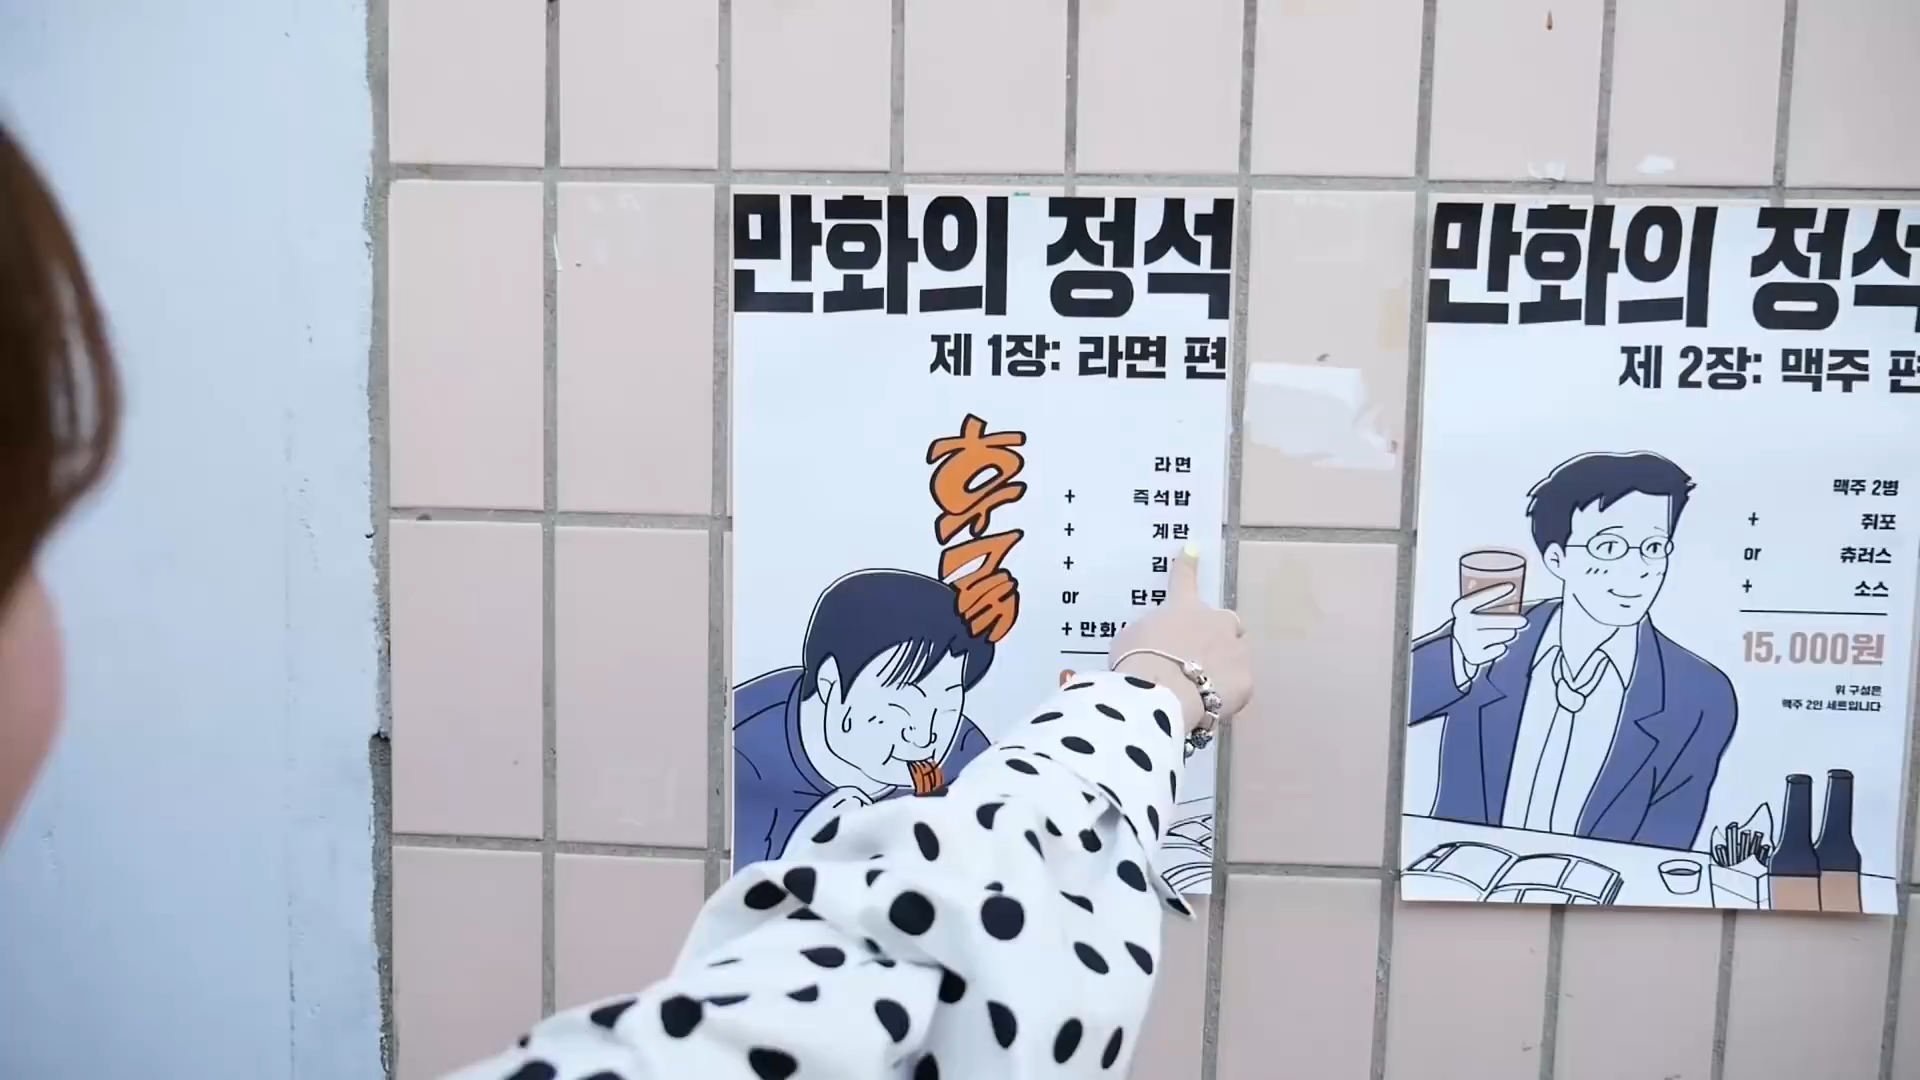 만화의 정석
제 1장: 라면 편
후루룩
라면
+ 즉석밥
+ 계란
+
or
+
만화의 정석
제 2장: 맥주 편
맥주 2병
+ 쥐포
or 츄러스
+ 소스
15,000원
위 구성은
맥주 2인 세트입니다